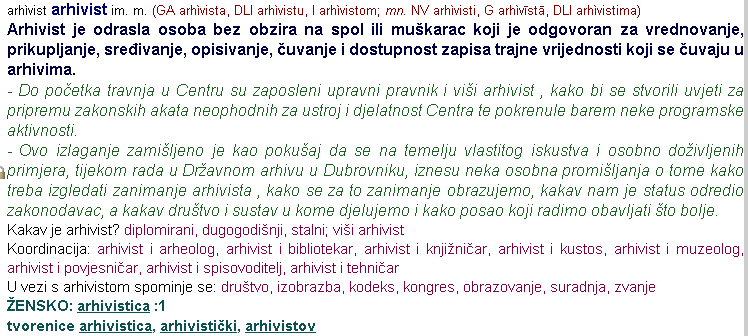 arhìvist arhivist im. m. (GA arhìvista, DLI arhìvistu, I arhìvistom; mn. NV arhìvisti, G arhìvīstā, DLI arhìvistima)
Arhivist je odrasla osoba bez obzira na spol ili muškarac koji je odgovoran za vrednovanje,
prikupljanje, sređivanje, opisivanje, čuvanje i dostupnost zapisa trajne vrijednosti koji se čuvaju u
arhivima.
- Do početka travnja u Centru su zaposleni upravni pravnik i viši arhivist , kako bi se stvorili uvjeti za
pripremu zakonskih akata neophodnih za ustroj i djelatnost Centra te pokrenule barem neke programske
aktivnosti.
- Ovo izlaganje zamišljeno je kao pokušaj da se na temelju vlastitog iskustva i osobno doživljenih
primjera, tijekom rada u Državnom arhivu u Dubrovniku, iznesu neka osobna promišljanja o tome kako
treba izgledati zanimanje arhivista , kako se za to zanimanje obrazujemo, kakav nam je status odredio
zakonodavac, a kakav društvo i sustav u kome djelujemo i kako posao koji radimo obavljati što bolje.
Kakav je arhivist? diplomirani, dugogodišnji, stalni; viši arhivist
Koordinacija: arhivist i arheolog, arhivist i bibliotekar, arhivist i knjižničar, arhivist i kustos, arhivist i muzeolog,
arhivist i povjesničar, arhivist i spisovoditelj, arhivist i tehničar
U vezi s arhivistom spominje se: društvo, izobrazba, kodeks, kongres, obrazovanje, suradnja, zvanje
ŽENSKO: arhivistica :1
tvorenice arhivistica, arhivistički, arhivistov